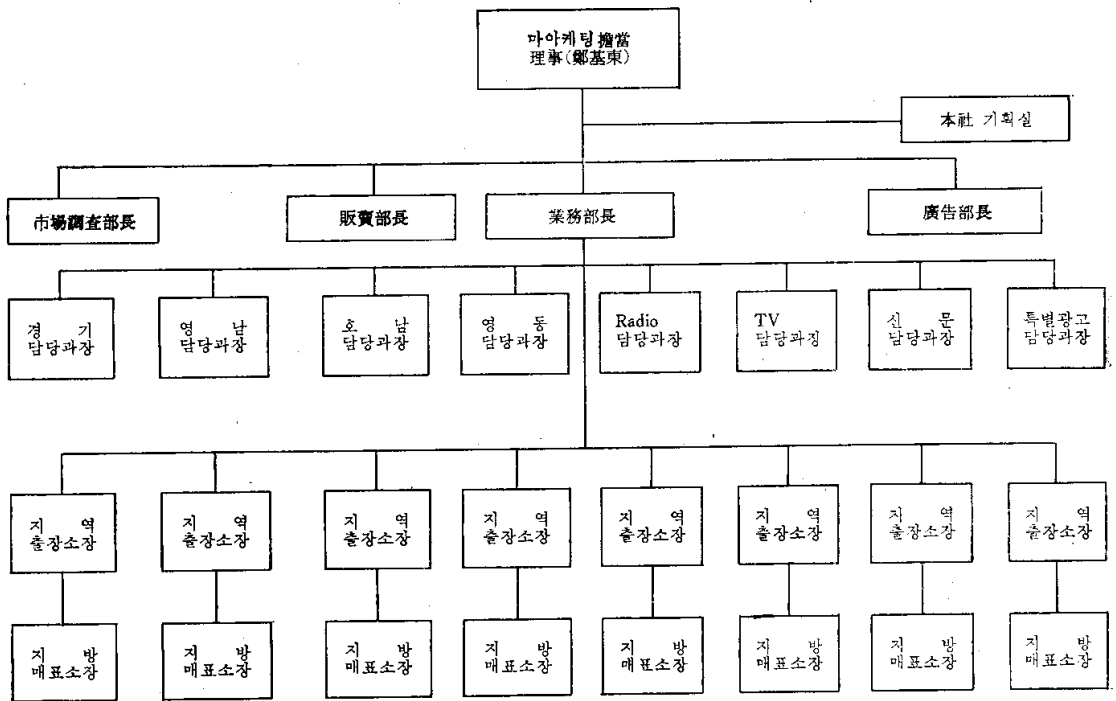 마아케팅 擔當
理事(鄭基東)
本社 기획실
市場調査部長
販賣部長
業務部長
廣告部長
경 기
담당과장
영 남
담당과장
호 남
담당과장
영 동
담당과장
Radio
담당과장
TV
담당과징
신 문
담당과장
특별광고
담당과장
지 역
출장소장
지 역
출장소장
지 역
출장소장
지 역
출장소장
지 역
출장소장
지 역
출장소장
지 역
출장소장
지 역
출장소장
지 방
매표소장
지 방
매표소장
지 방
매표소장
지 방
매표소장
지 방
매표소장
지 방
매표소장
지 방
매표소장
지 방
매표소장